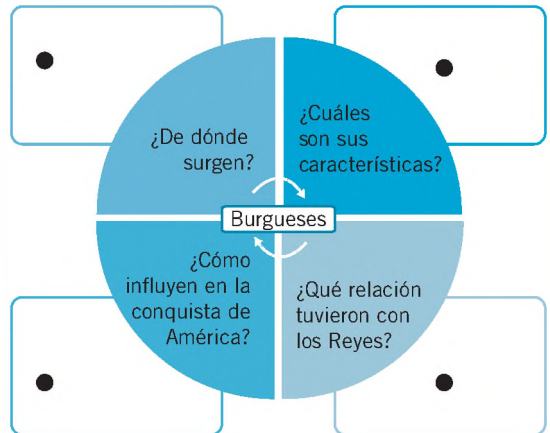 ¿De dónde
surgen?
¿Cuáles
son sus
características?
Burgueses
¿Cómo
influyen en la
conquista de
América?
¿Qué relación
tuvieron con
los Reyes?